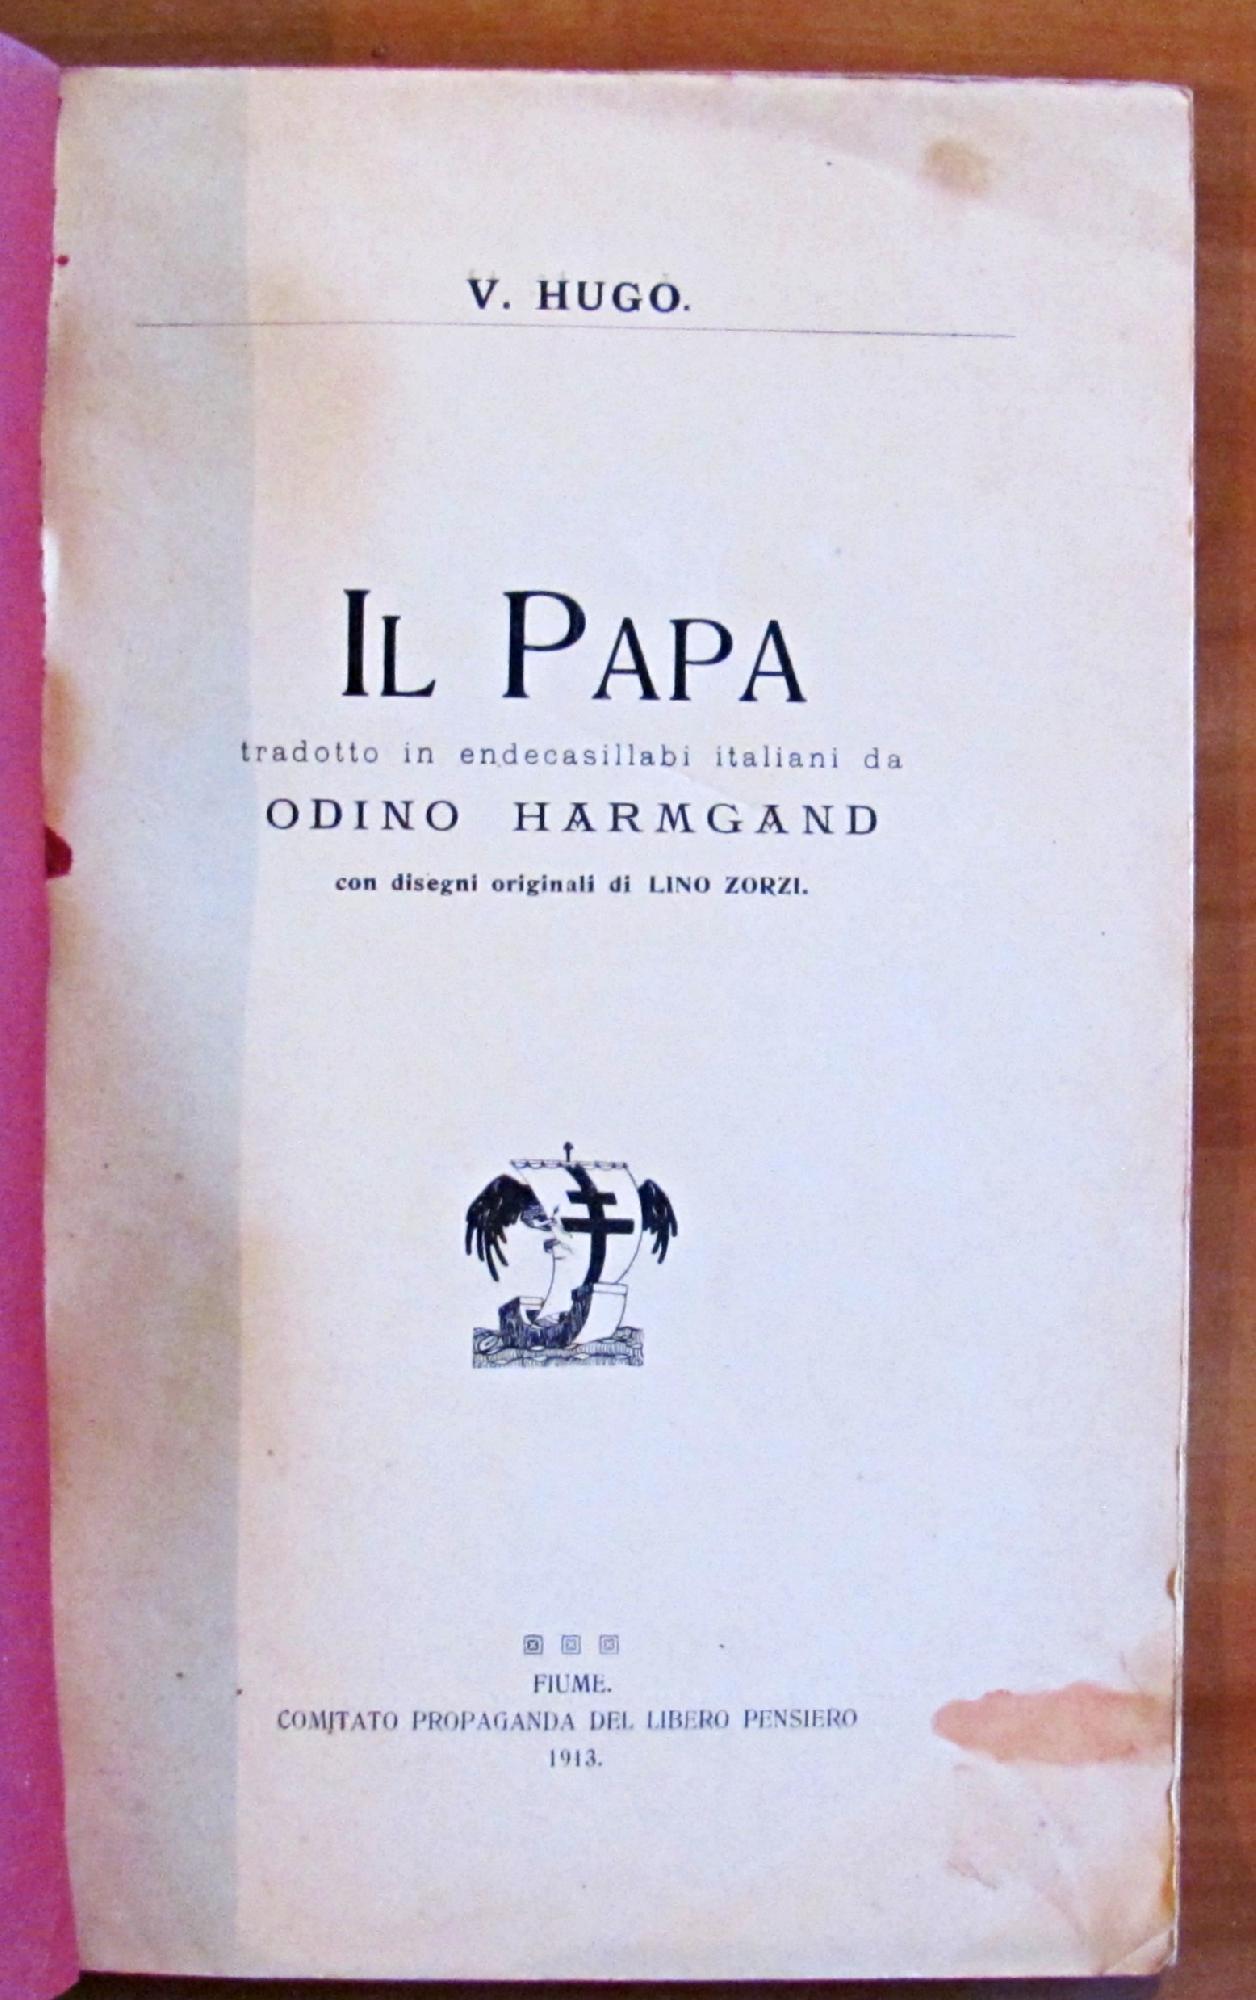 V. HUGO.
IL PAPA
tradotto in endecasillabi italiani da
ODINO HARMGAND
con disegni originali di LINO ZORZI.
FIUME.
COMITATO PROPAGANDA DEL LIBERO PENSIERO
1913.